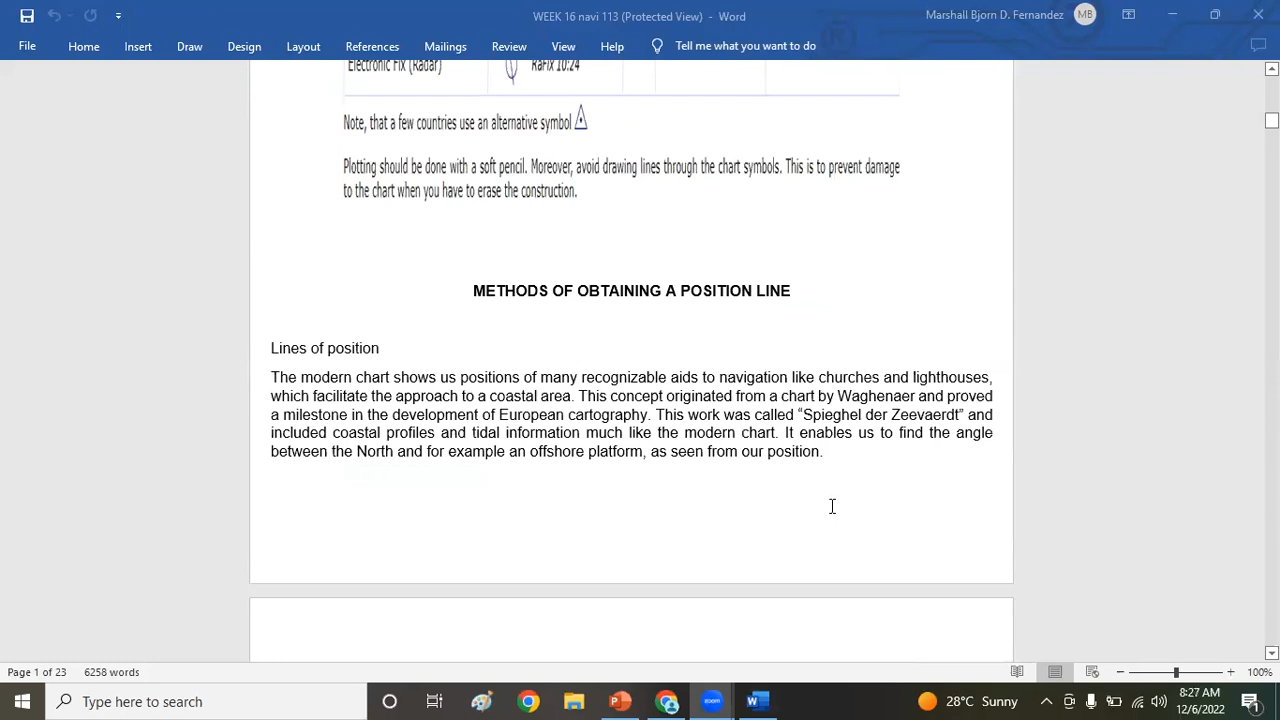 WEEK 16 navi 113 (Protected View) - Word
Marshall Bjorn D. Fernandez MB
File Home Insert Draw Design Layout References Mailings Review View Help Tell me what you want to do
Electronic Fix (Radar) RaFix 10:24
Note, that a few countries use an alternative symbol
Plotting should be done with a soft pencil. Moreover, avoid drawing lines through the chart symbols. This is to prevent damage
to the chart when you have to erase the construction.
METHODS OF OBTAINING A POSITION LINE
Lines of position
The modern chart shows us positions of many recognizable aids to navigation like churches and lighthouses,
which facilitate the approach to a coastal area. This concept originated from a chart by Waghenaer and proved
a milestone in the development of European cartography. This work was called “Spieghel der Zeevaerdt” and
included coastal profiles and tidal information much like the modern chart. It enables us to find the angle
between the North and for example an offshore platform, as seen from our position.
Page 1 of 23 6258 words 100%
Type here to search zoom 28°C Sunny 8:27 AM
12/6/2022 1